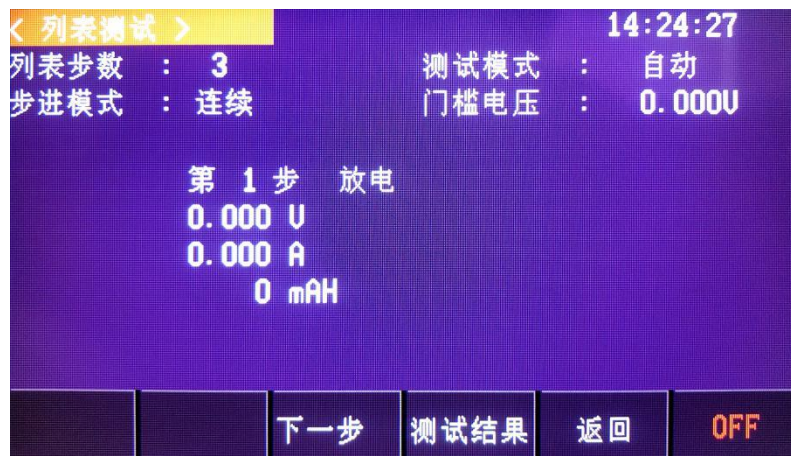 < 列表测试 > 14:24:27
列表步数 : 3 测试模式 : 自动
步进模式 : 连续 门槛电压 : 0.000V
第 1 步 放电
0.000 V
0.000 A
0 mAH
下一步 测试结果 返回 OFF